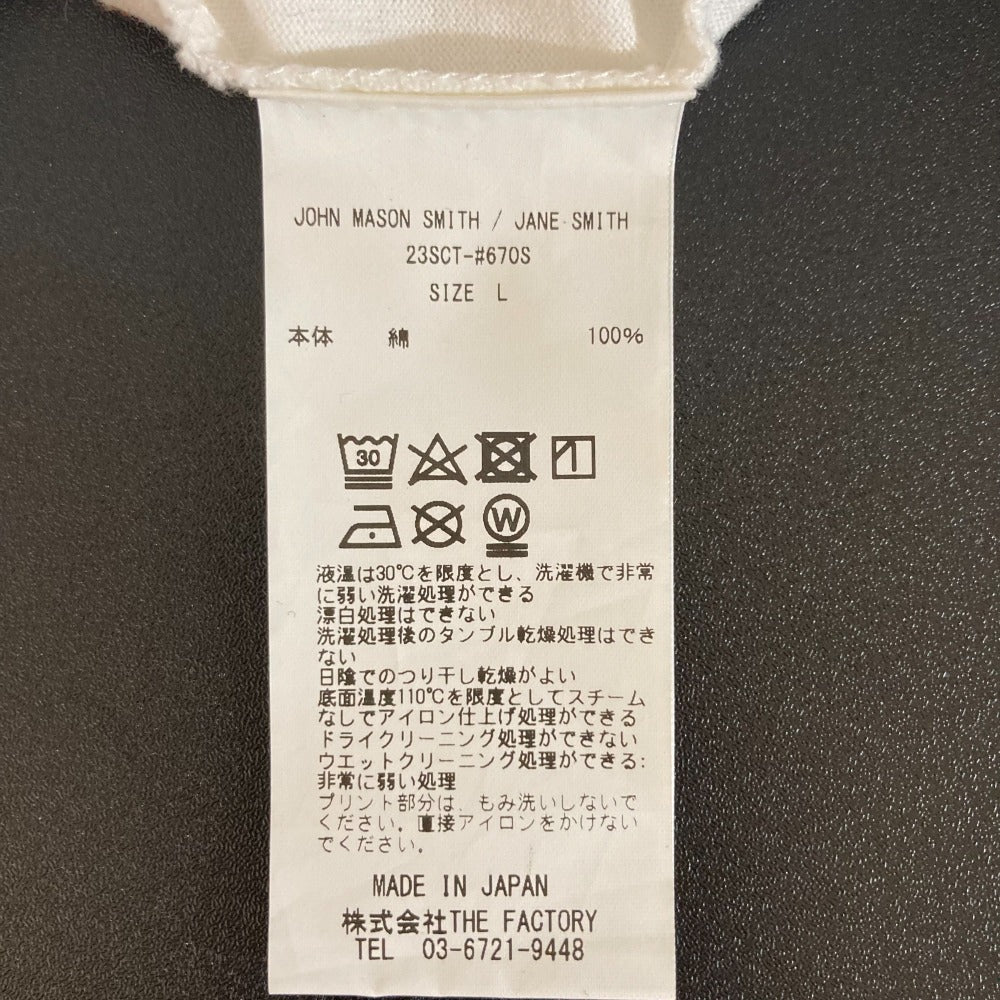 JOHN MASON SMITH / JANE SMITH
23SCT-#670S
SIZE L
本体 綿 100%
30
W
液温は30℃を限度とし、洗濯機で非常
に弱い洗濯処理ができる
漂白処理はできない
洗濯処理後のタンブル乾燥処理はでき
ない
日陰でのつり干し乾燥がよい
底面温度110℃を限度としてスチーム
なしでアイロン仕上げ処理ができる
ドライクリーニング処理ができない
ウエットクリーニング処理ができる:
非常に弱い処理
プリント部分は、もみ洗いしないで
ください。直接アイロンをかけない
でください。
MADE IN JAPAN
株式会社THE FACTORY
TEL 03-6721-9448